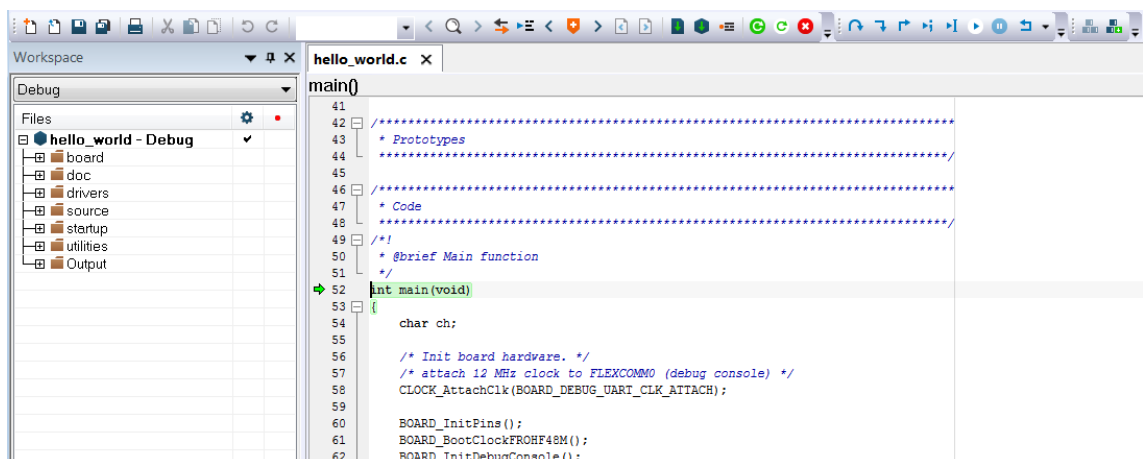 Workspace
Debug
Files
hello_world - Debug
board
doc
drivers
source
startup
utilities
Output
hello_world.c
main()
41
42 /*******************************************************************************
43  * Prototypes
44  ******************************************************************************/
45
46 /*******************************************************************************
47  * Code
48  ******************************************************************************/
49 /*!
50  * @brief Main function
51  */
52 int main(void)
53 {
54     char ch;
55
56     /* Init board hardware. */
57     /* attach 12 MHz clock to FLEXCOMM0 (debug console) */
58     CLOCK_AttachClk(BOARD_DEBUG_UART_CLK_ATTACH);
59
60     BOARD_InitPins();
61     BOARD_BootClockFROHF48M();
62     BOARD_InitDebugConsole();